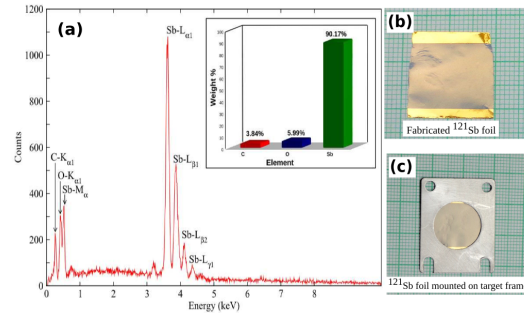 (a)
1200
1000
800
600
400
200
0
Counts
0 1 2 3 4 5 6 7 8 9
Energy (keV)
C-Kα1
O-Kα1
Sb-Mα
Sb-Lα1
Sb-Lβ1
Sb-Lβ2
Sb-Lγ1
100
90
80
70
60
50
40
30
20
10
0
Weight %
3.84%
5.99%
90.17%
C O Sb
Element
(b)
Fabricated ¹²¹Sb foil
(c)
¹²¹Sb foil mounted on target fram